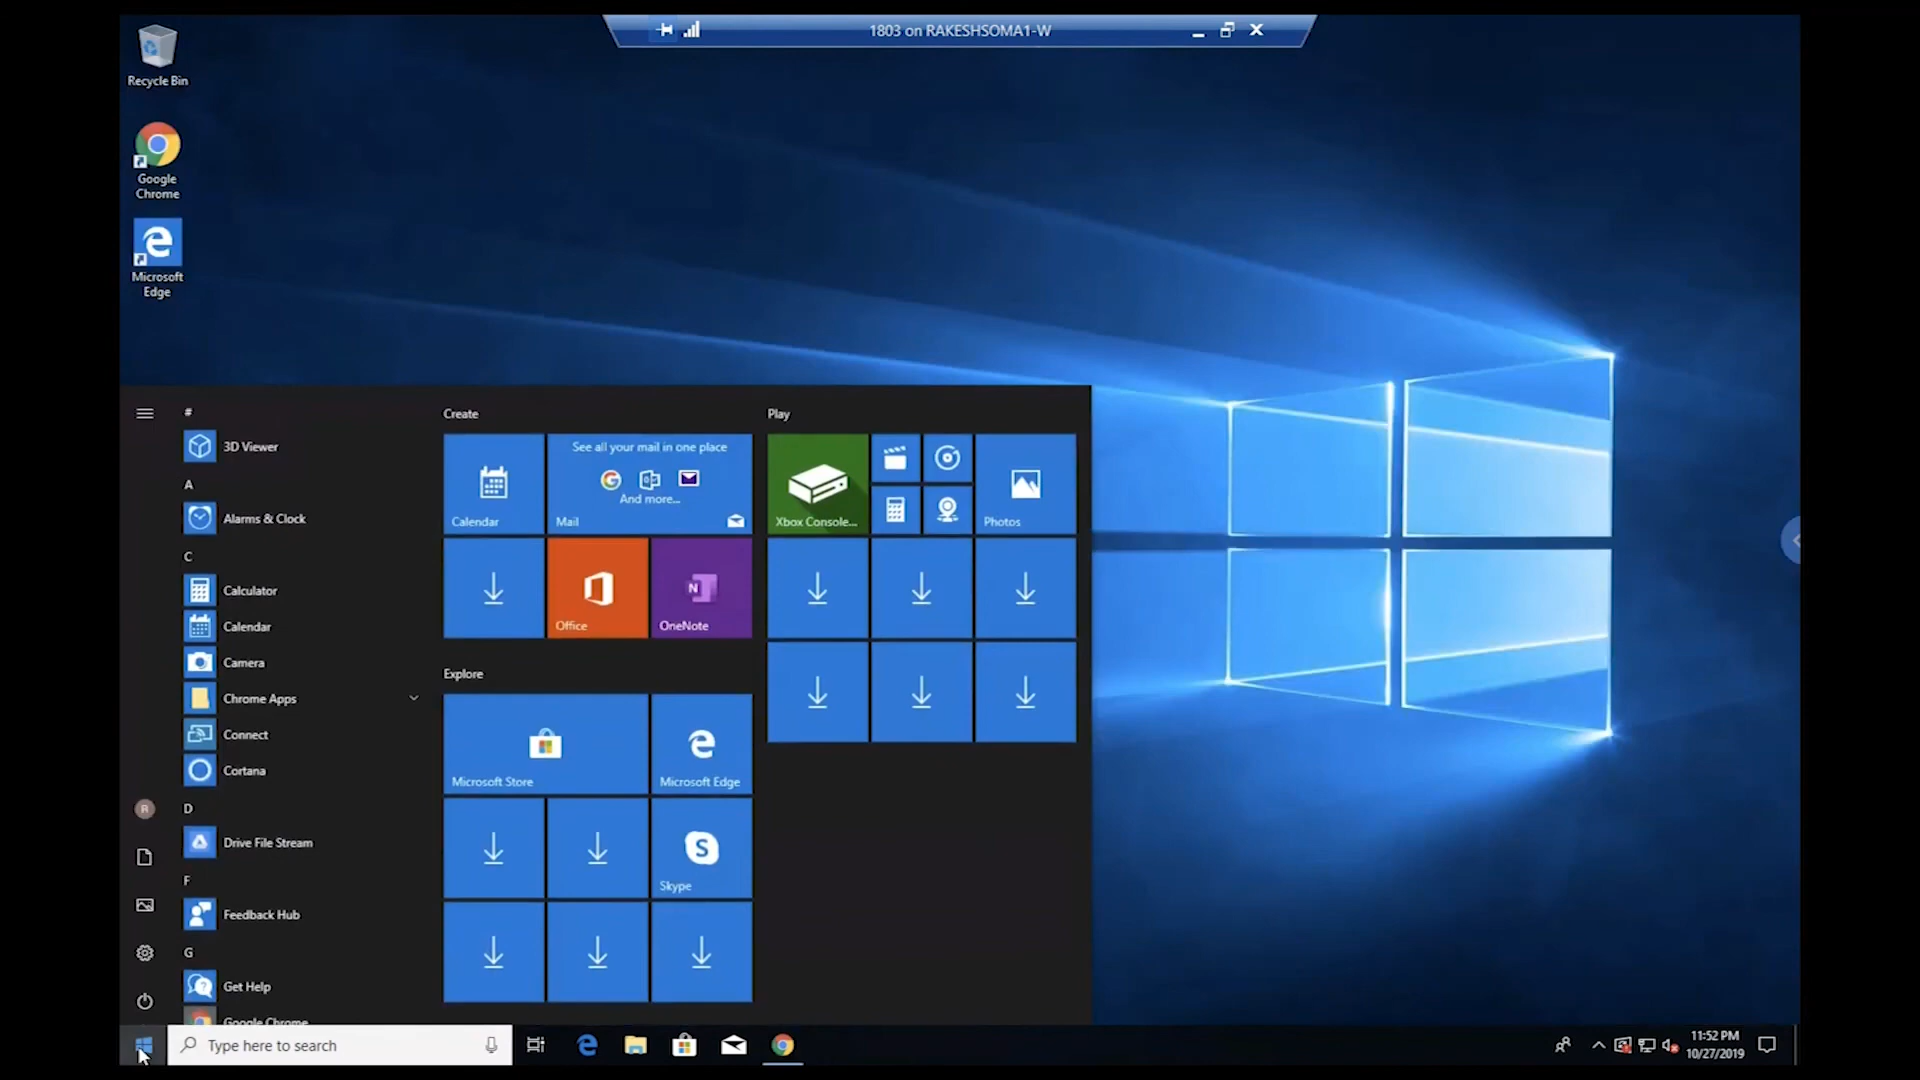 1803 on RAKESHSOMA1-W
Recycle Bin
Google
Chrome
Microsoft
Edge
#
3D Viewer
A
Alarms & Clock
C
Calculator
Calendar
Camera
Chrome Apps
Connect
Cortana
R
D
Drive File Stream
F
Feedback Hub
G
Get Help
Google Chrome
Create
Calendar
See all your mail in one place
And more...
Mail
Office
N
OneNote
Explore
Microsoft Store
Microsoft Edge
S
Skype
Play
Xbox Console...
Photos
Type here to search
11:52 PM
10/27/2019